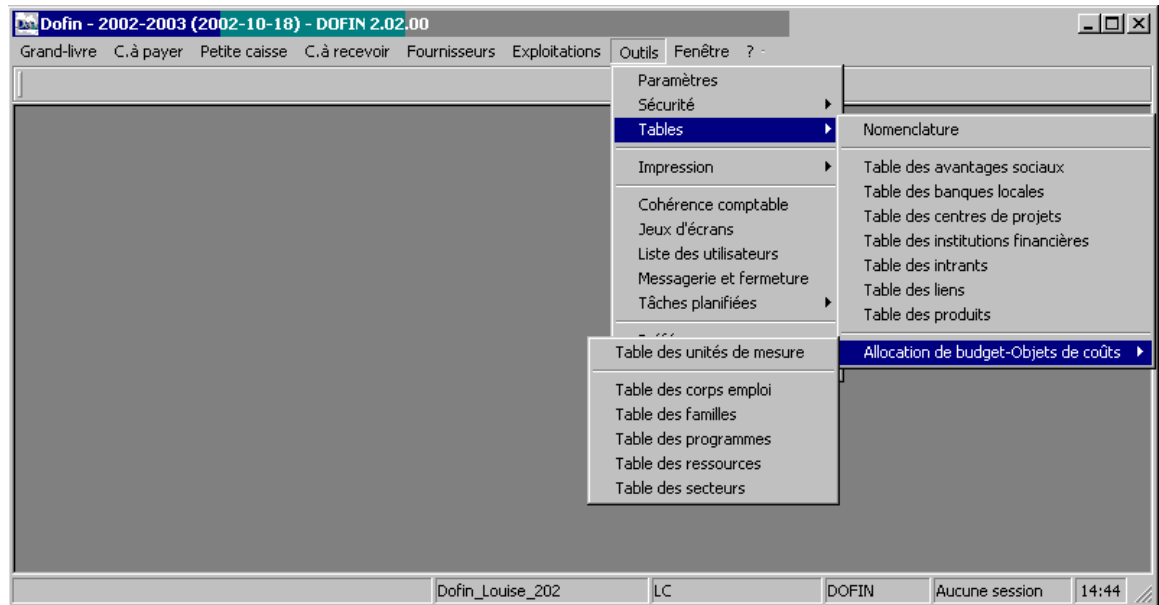 Dofin - 2002-2003 (2002-10-18) - DOFIN 2.02.00
Grand-livre C.à payer Petite caisse C.à recevoir Fournisseurs Exploitations Outils Fenêtre ?
Paramètres
Sécurité
Tables
Impression
Cohérence comptable
Jeux d'écrans
Liste des utilisateurs
Messagerie et fermeture
Tâches planifiées
Nomenclature
Table des avantages sociaux
Table des banques locales
Table des centres de projets
Table des institutions financières
Table des intrants
Table des liens
Table des produits
Allocation de budget-Objets de coûts
Table des unités de mesure
Table des corps emploi
Table des familles
Table des programmes
Table des ressources
Table des secteurs
Dofin_Louise_202 LC DOFIN Aucune session 14:44